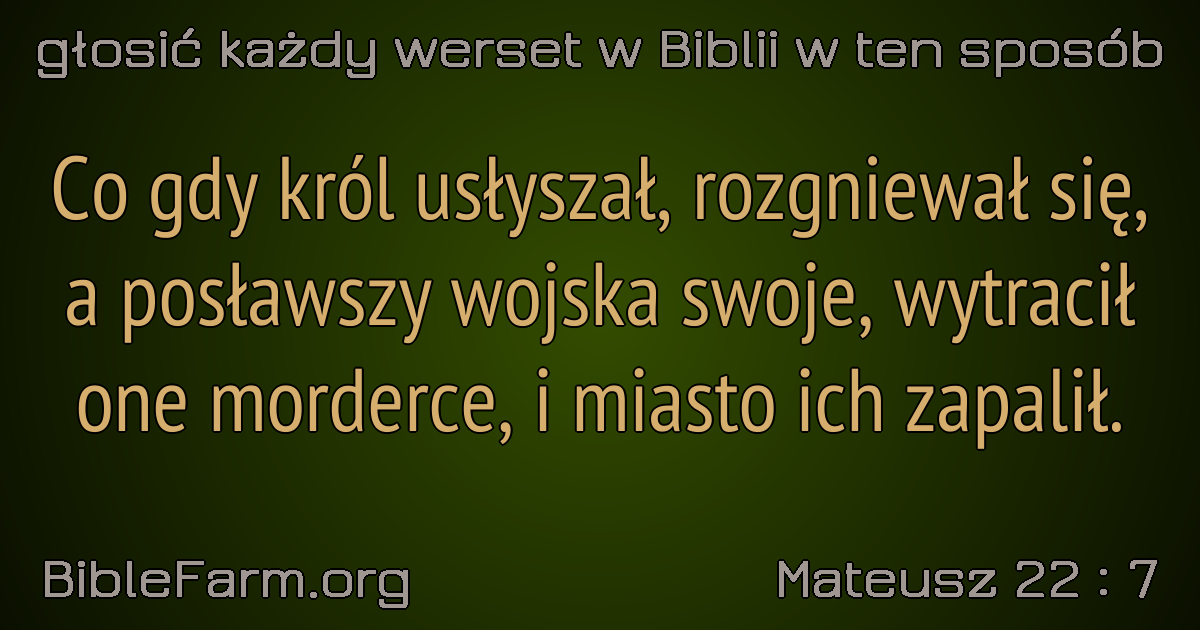 głosić każdy werset w Biblii w ten sposób
Co gdy król usłyszał, rozgniewał się,
a posławszy wojska swoje, wytracił
one morderce, i miasto ich zapalił.
BibleFarm.org
Mateusz 22 : 7